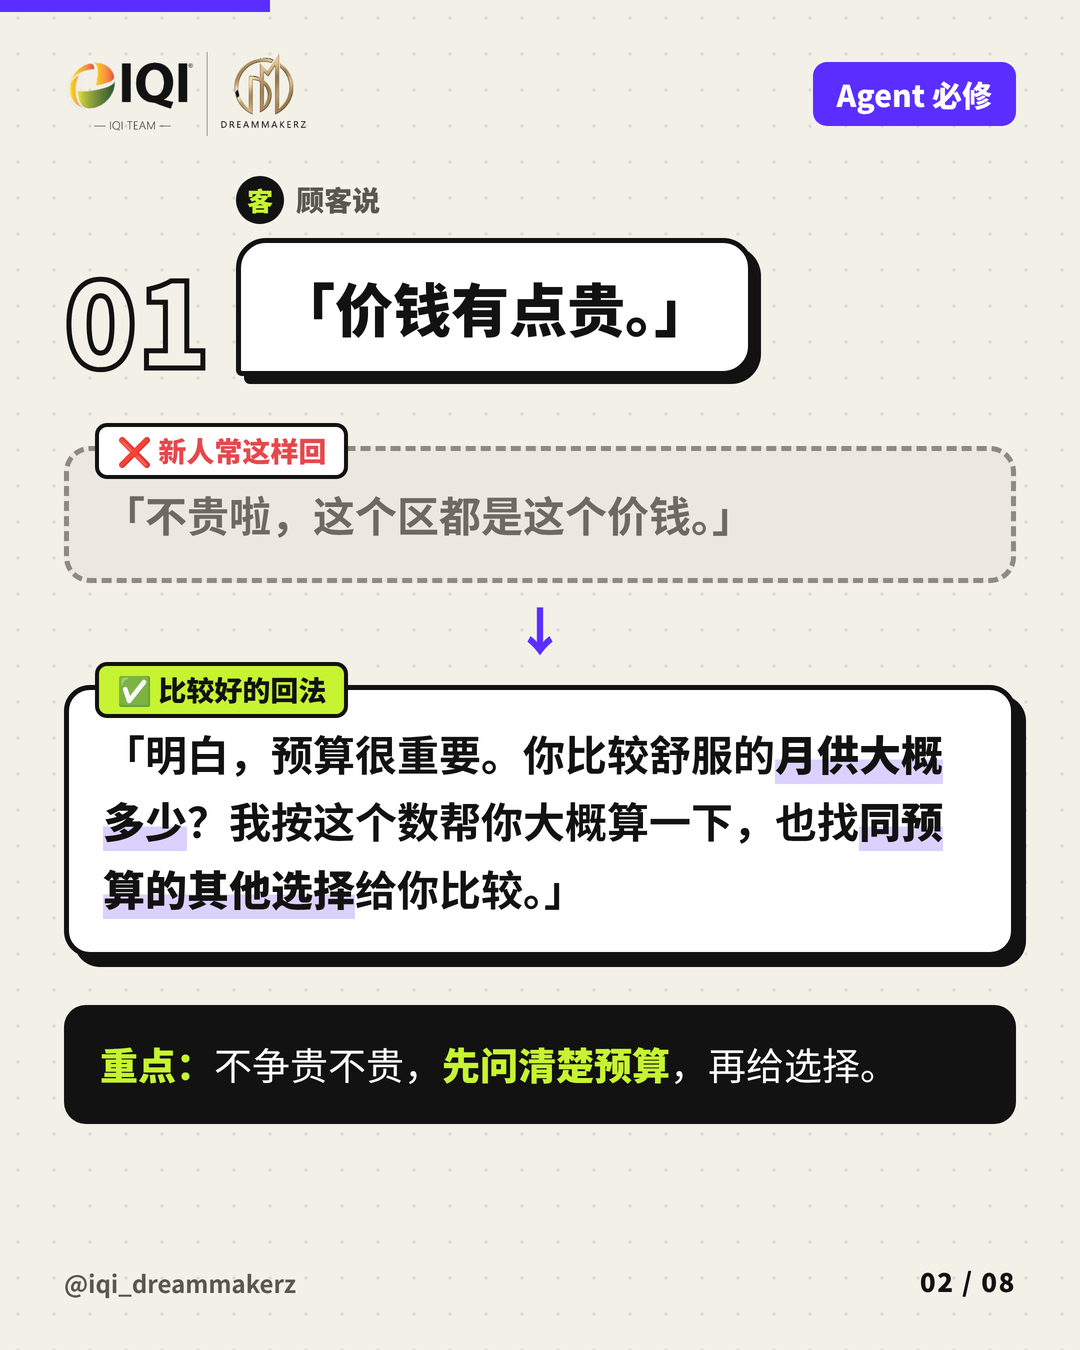 IQI
— IQI TEAM —
DREAMMAKERZ
Agent 必修
客 顾客说
01
「价钱有点贵。」
❌ 新人常这样回
「不贵啦，这个区都是这个价钱。」
↓
✅ 比较好的回法
「明白，预算很重要。你比较舒服的月供大概
多少？我按这个数帮你大概算一下，也找同预
算的其他选择给你比较。」
重点：不争贵不贵，先问清楚预算，再给选择。
@iqi_dreammakerz
02 / 08